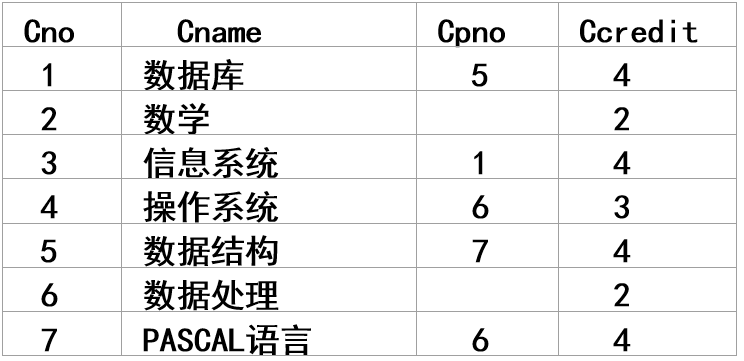 Cno Cname Cpno Ccredit
1 数据库 5 4
2 数学 2
3 信息系统 1 4
4 操作系统 6 3
5 数据结构 7 4
6 数据处理 2
7 PASCAL语言 6 4